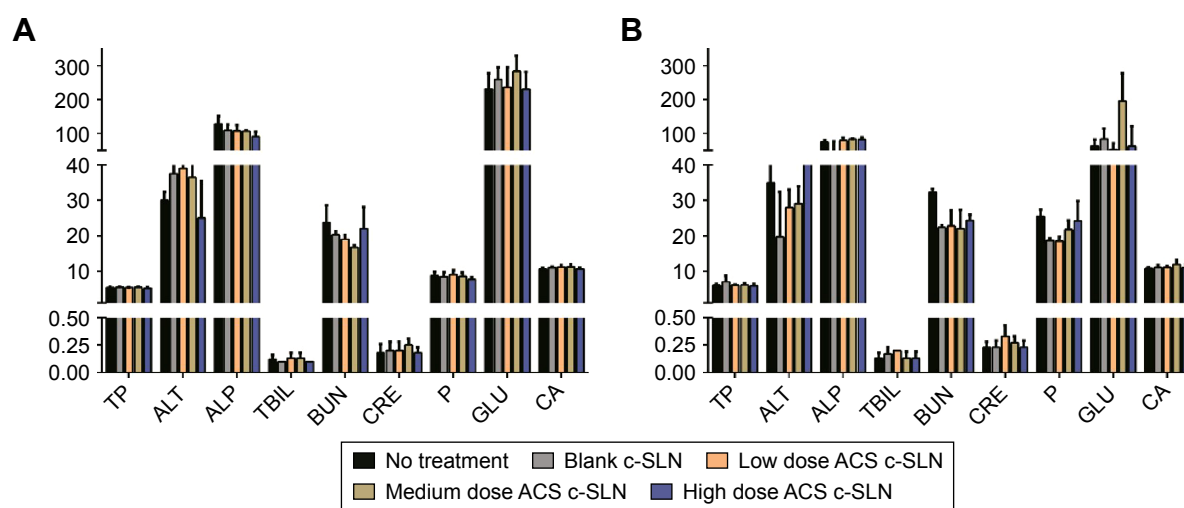 A
B
300
200
100
40
30
20
10
0.50
0.25
0.00
TP
ALT
ALP
TBIL
BUN
CRE
P
GLU
CA
300
200
100
40
30
20
10
0.50
0.25
0.00
TP
ALT
ALP
TBIL
BUN
CRE
P
GLU
CA
No treatment Blank c-SLN Low dose ACS c-SLN
Medium dose ACS c-SLN High dose ACS c-SLN